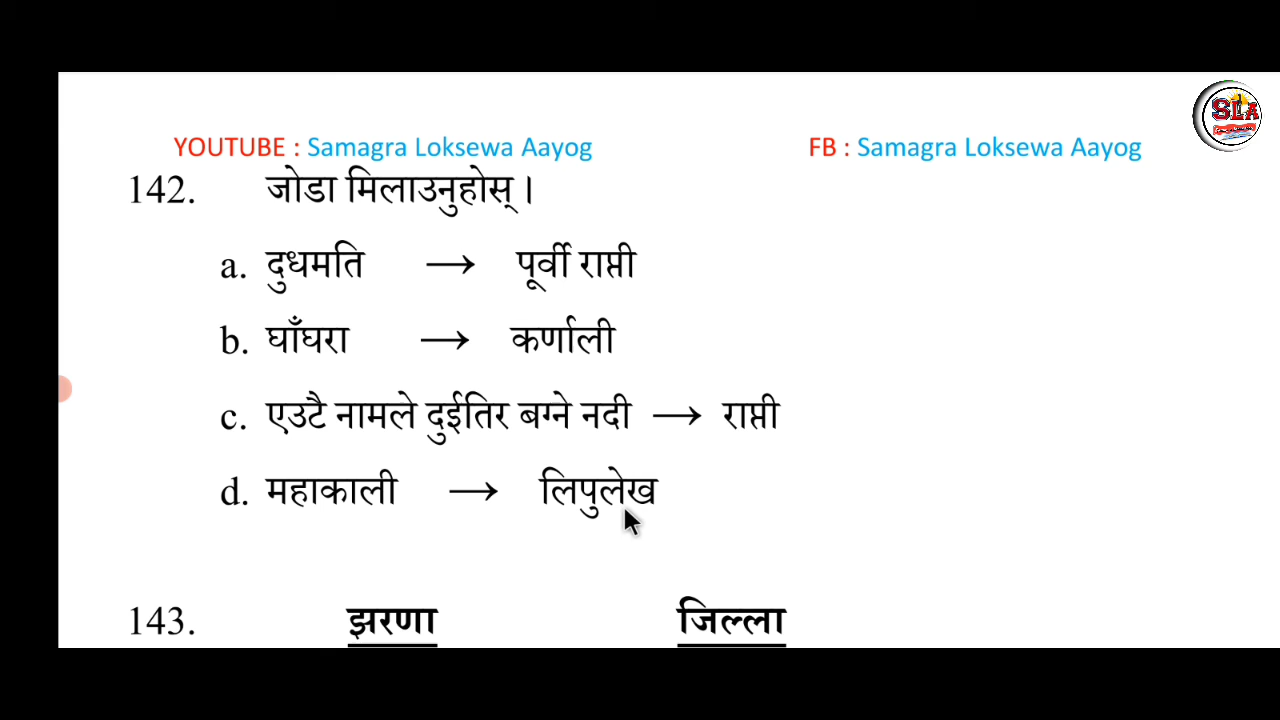 SLA
YOUTUBE : Samagra Loksewa Aayog FB : Samagra Loksewa Aayog
142. जोडा मिलाउनुहोस् ।
a. दुधमति → पूर्वी राप्ती
b. घाँघरा → कर्णाली
c. एउटै नामले दुईतिर बग्ने नदी → राप्ती
d. महाकाली → लिपुलेख
143. झरणा जिल्ला